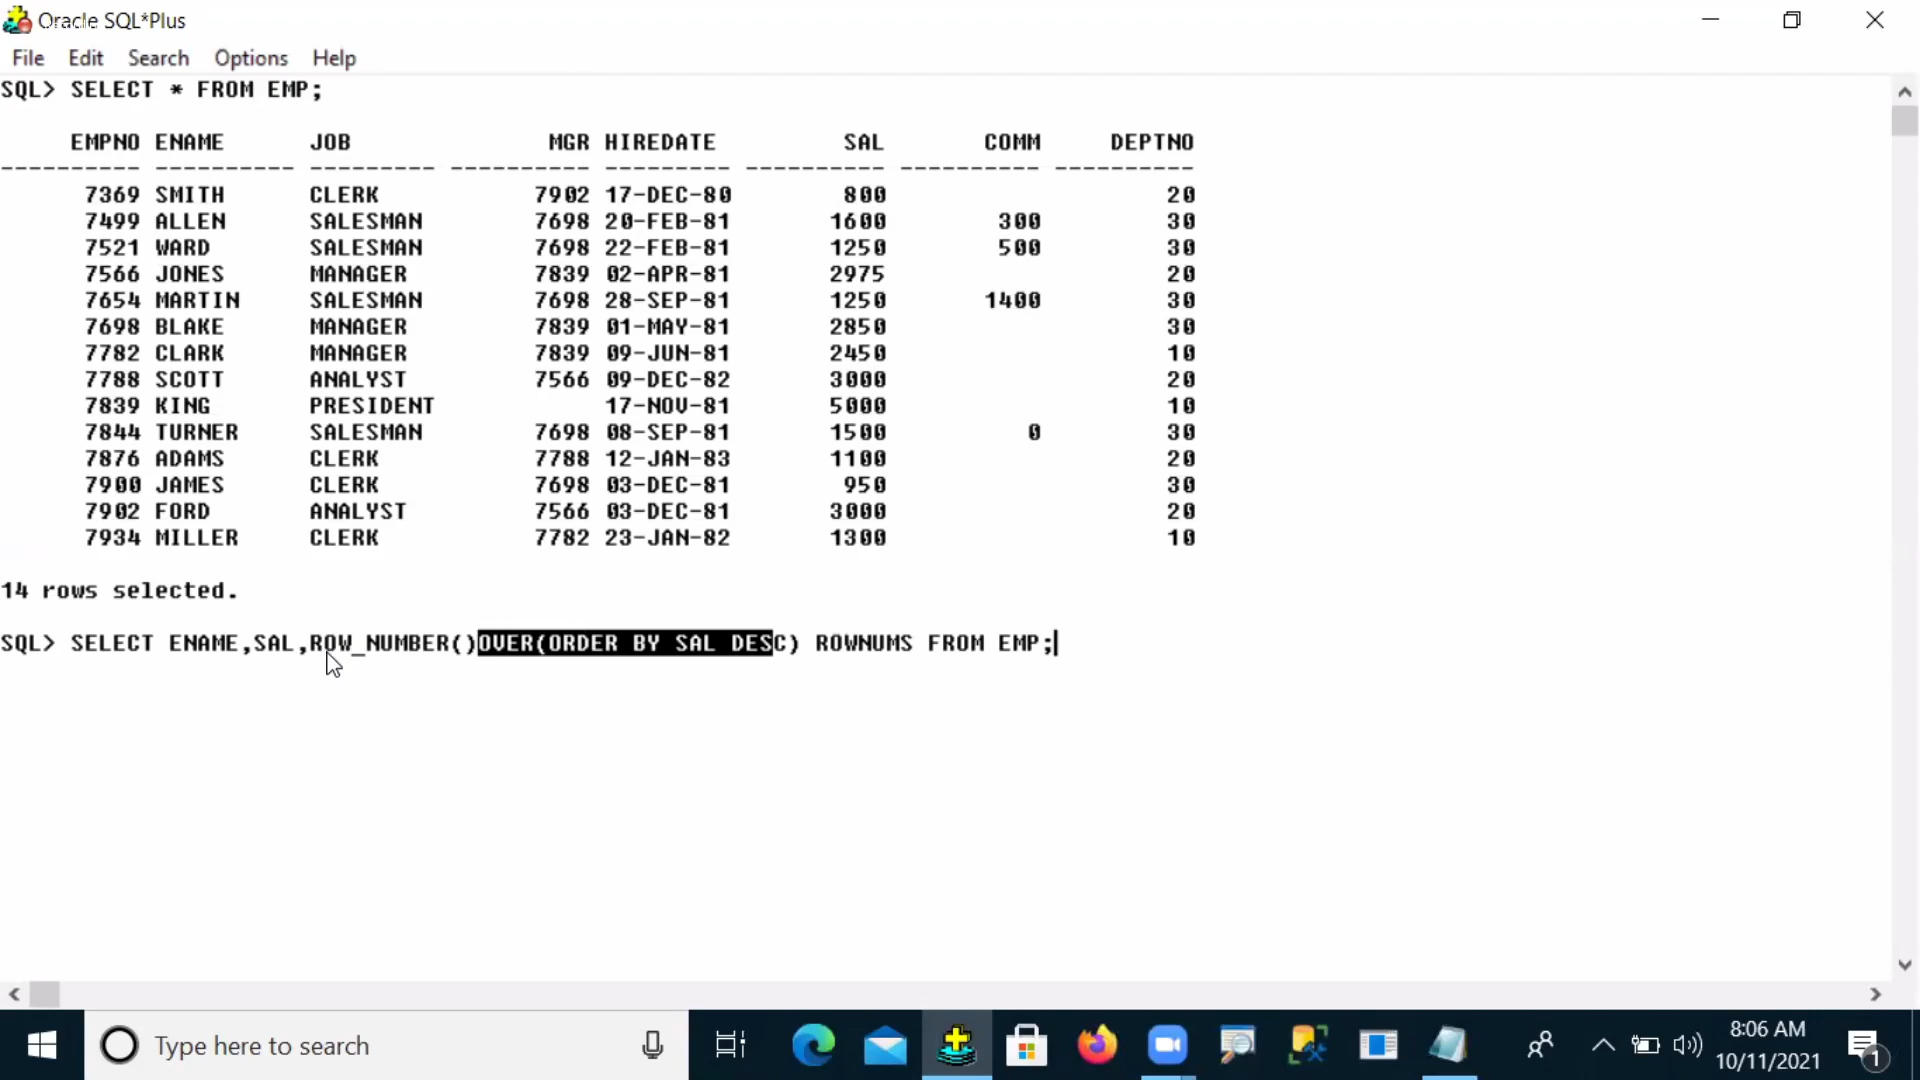 Oracle SQL*Plus
File Edit Search Options Help
SQL> SELECT * FROM EMP;
EMPNO ENAME JOB MGR HIREDATE SAL COMM DEPTNO
---------- ---------- --------- ---------- --------- ---------- ---------- ----------
7369 SMITH CLERK 7902 17-DEC-80 800 20
7499 ALLEN SALESMAN 7698 20-FEB-81 1600 300 30
7521 WARD SALESMAN 7698 22-FEB-81 1250 500 30
7566 JONES MANAGER 7839 02-APR-81 2975 20
7654 MARTIN SALESMAN 7698 28-SEP-81 1250 1400 30
7698 BLAKE MANAGER 7839 01-MAY-81 2850 30
7782 CLARK MANAGER 7839 09-JUN-81 2450 10
7788 SCOTT ANALYST 7566 09-DEC-82 3000 20
7839 KING PRESIDENT 17-NOV-81 5000 10
7844 TURNER SALESMAN 7698 08-SEP-81 1500 0 30
7876 ADAMS CLERK 7788 12-JAN-83 1100 20
7900 JAMES CLERK 7698 03-DEC-81 950 30
7902 FORD ANALYST 7566 03-DEC-81 3000 20
7934 MILLER CLERK 7782 23-JAN-82 1300 10
14 rows selected.
SQL> SELECT ENAME,SAL,ROW_NUMBER()OVER(ORDER BY SAL DESC) ROWNUMS FROM EMP;
Type here to search
8:06 AM
10/11/2021
1